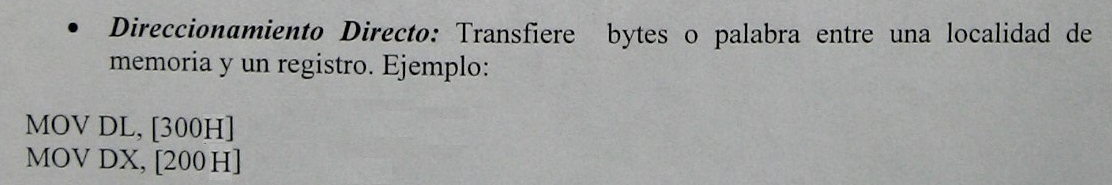 • Direccionamiento Directo: Transfiere bytes o palabra entre una localidad de
memoria y un registro. Ejemplo:
MOV DL, [300H]
MOV DX, [200H]